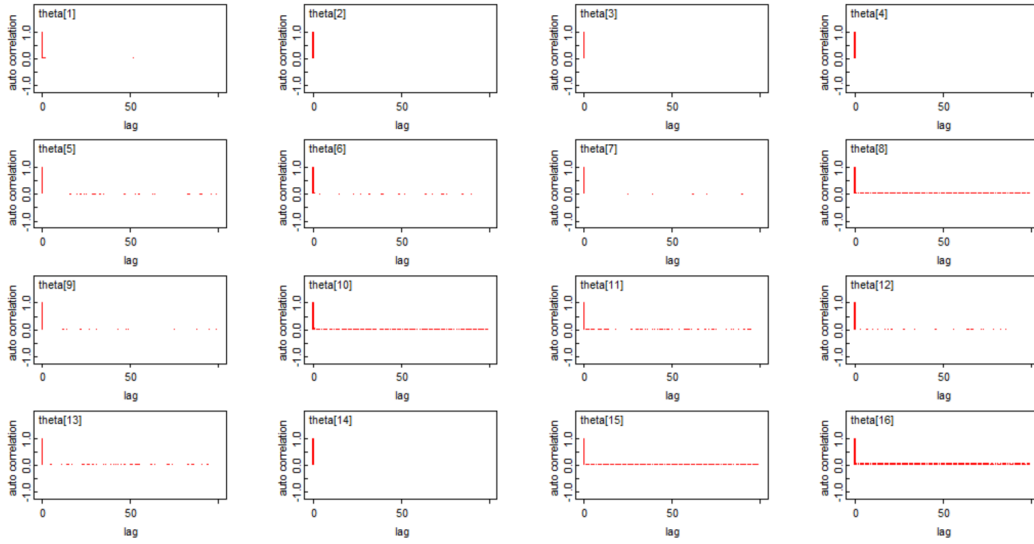 theta[1] theta[2] theta[3] theta[4]
auto correlation auto correlation auto correlation auto correlation
1.0 1.0 1.0 1.0
0.0 0.0 0.0 0.0
-1.0 -1.0 -1.0 -1.0
0 50 0 50 0 50 0 50
lag lag lag lag
theta[5] theta[6] theta[7] theta[8]
auto correlation auto correlation auto correlation auto correlation
1.0 1.0 1.0 1.0
0.0 0.0 0.0 0.0
-1.0 -1.0 -1.0 -1.0
0 50 0 50 0 50 0 50
lag lag lag lag
theta[9] theta[10] theta[11] theta[12]
auto correlation auto correlation auto correlation auto correlation
1.0 1.0 1.0 1.0
0.0 0.0 0.0 0.0
-1.0 -1.0 -1.0 -1.0
0 50 0 50 0 50 0 50
lag lag lag lag
theta[13] theta[14] theta[15] theta[16]
auto correlation auto correlation auto correlation auto correlation
1.0 1.0 1.0 1.0
0.0 0.0 0.0 0.0
-1.0 -1.0 -1.0 -1.0
0 50 0 50 0 50 0 50
lag lag lag lag